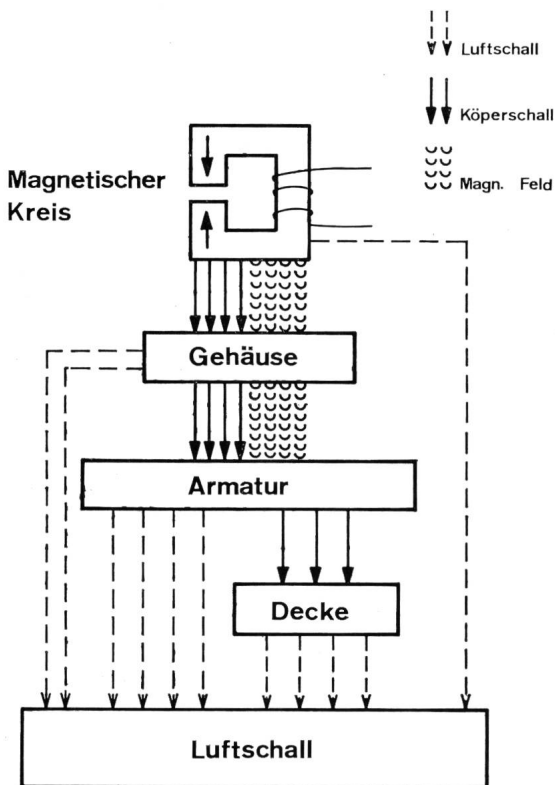 Luftschall
Köperschall
Magn. Feld
Magnetischer
Kreis
Gehäuse
Armatur
Decke
Luftschall